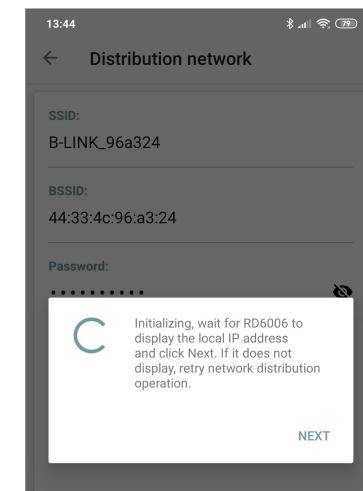 13:44
79
Distribution network
SSID:
B-LINK_96a324
BSSID:
44:33:4c:96:a3:24
Password:
••••••••••
Initializing, wait for RD6006 to
display the local IP address
and click Next. If it does not
display, retry network distribution
operation.
NEXT